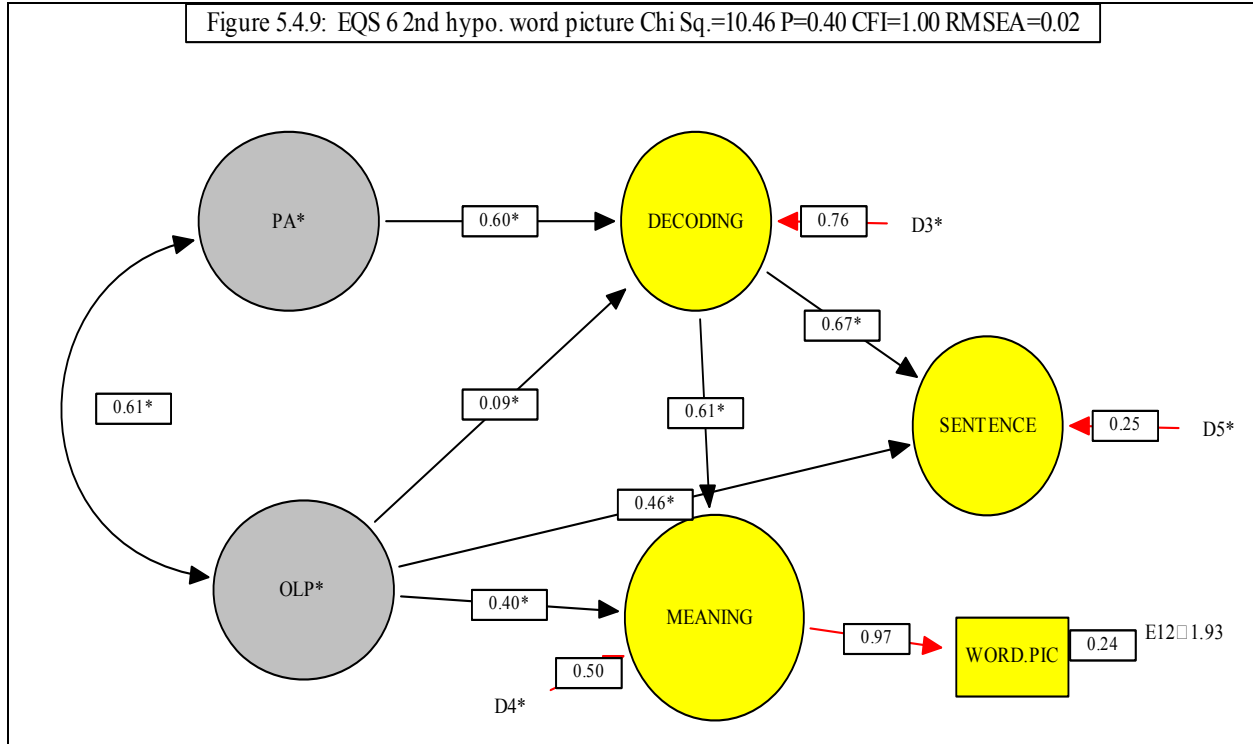 Figure 5.4.9: EQS 6 2nd hypo. word picture Chi Sq.=10.46 P=0.40 CFI=1.00 RMSEA=0.02
PA*
0.60*
DECODING
0.76
D3*
0.67*
0.61*
0.09*
0.61*
SENTENCE
0.25
D5*
0.46*
OLP*
0.40*
MEANING
0.97
WORD.PIC
0.24
E12□1.93
0.50
D4*